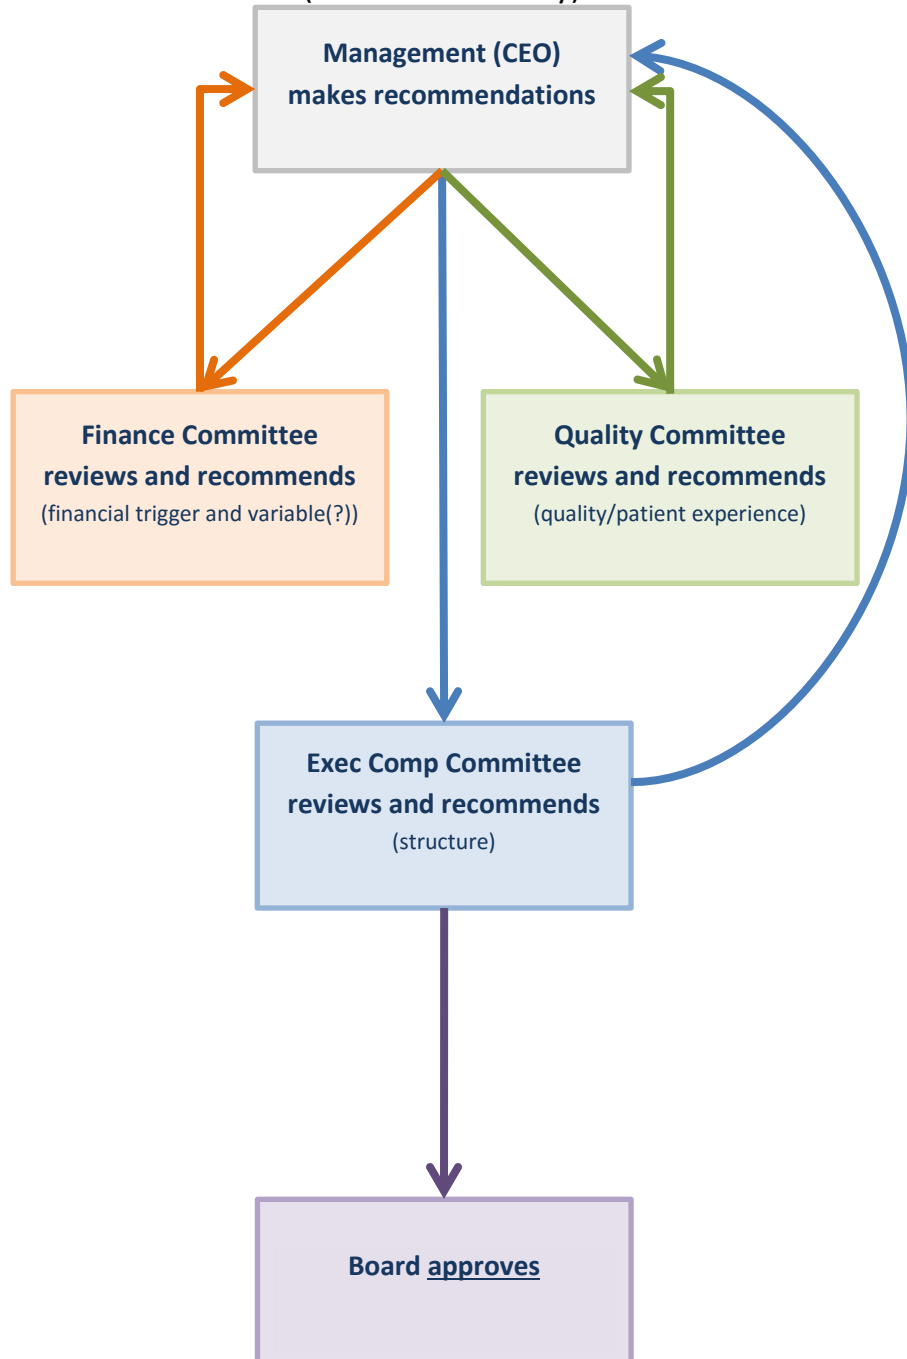 Management (CEO)
makes recommendations
Finance Committee
reviews and recommends
(financial trigger and variable(?))
Quality Committee
reviews and recommends
(quality/patient experience)
Exec Comp Committee
reviews and recommends
(structure)
Board approves